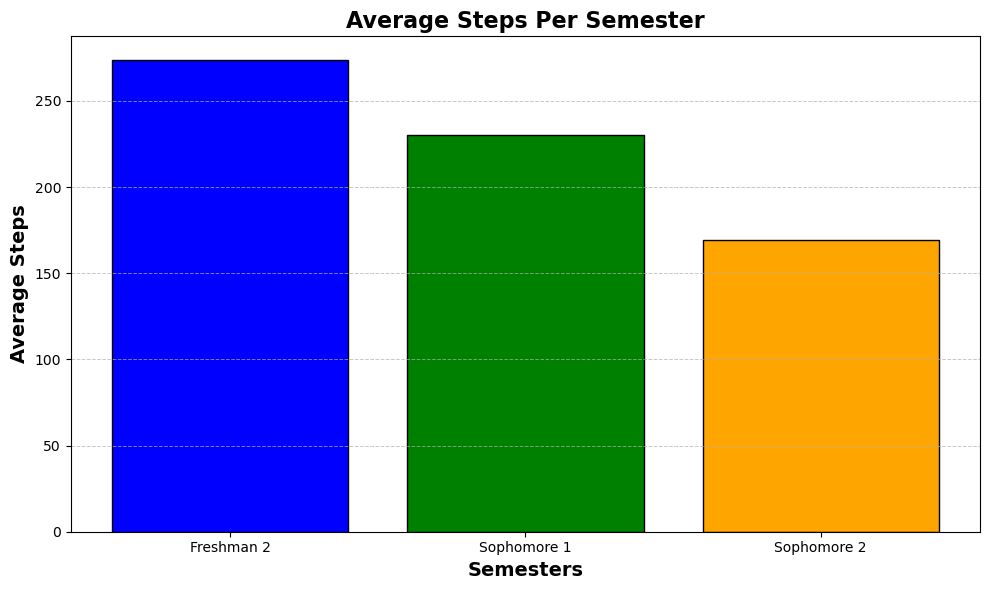 Average Steps Per Semester
Average Steps
250
200
150
100
50
0
Freshman 2
Sophomore 1
Sophomore 2
Semesters